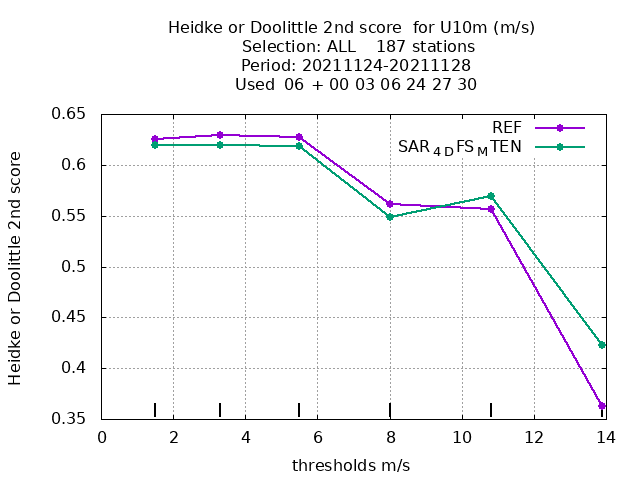 Heidke or Doolittle 2nd score  for U10m (m/s)
Selection: ALL    187 stations
Period: 20211124-20211128
Used  06  + 00 03 06 24 27 30
REF
SAR4DFSMTEN
Heidke or Doolittle 2nd score
0.65
0.6
0.55
0.5
0.45
0.4
0.35
0 2 4 6 8 10 12 14
thresholds m/s